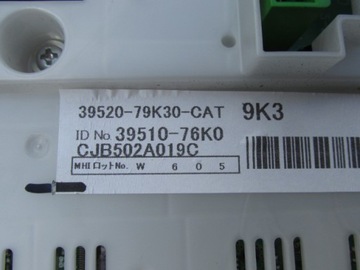 39520-79K30-CAT 9K3
ID No 39510-76K0
CJB502A019C
MHIロットNo. W 6 0 5